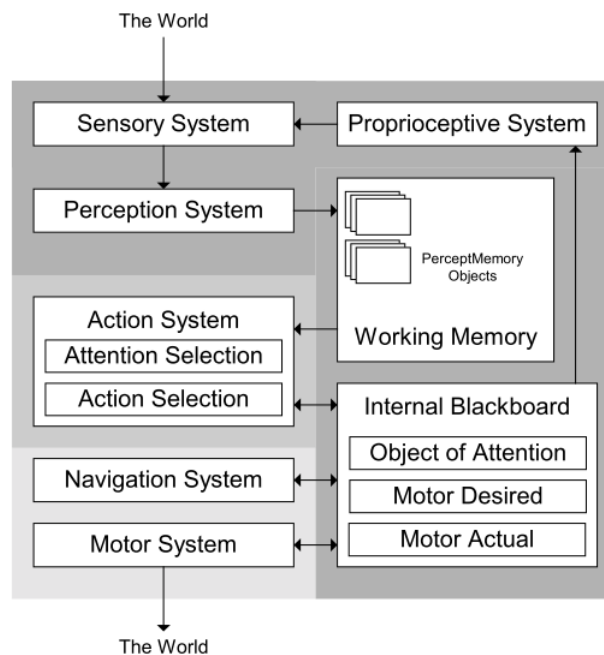 The World
Sensory System
Proprioceptive System
Perception System
PerceptMemory
Objects
Working Memory
Action System
Attention Selection
Action Selection
Internal Blackboard
Object of Attention
Motor Desired
Motor Actual
Navigation System
Motor System
The World